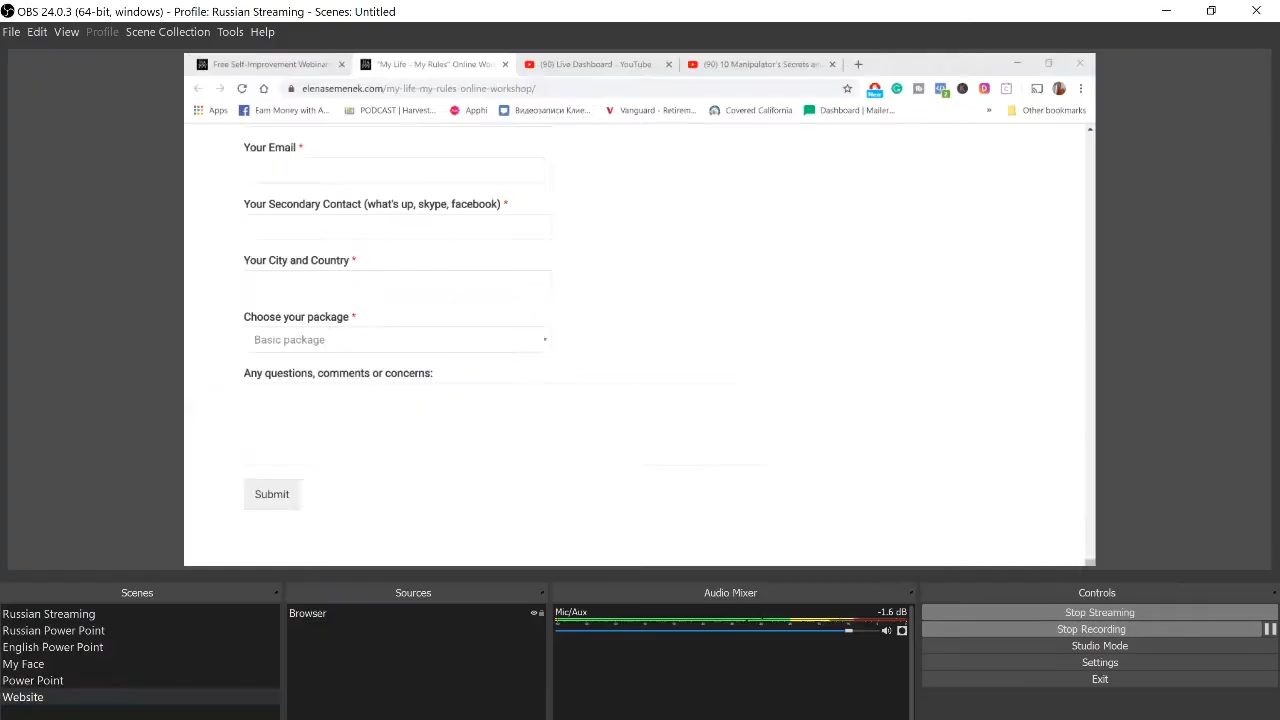 OBS 24.0.3 (64-bit, windows) - Profile: Russian Streaming - Scenes: Untitled
File Edit View Profile Scene Collection Tools Help
Free Self-Improvement Webinar
"My Life - My Rules" Online Wo
(90) Live Dashboard - YouTube
(90) 10 Manipulator's Secrets an
elenasemenek.com/my-life-my-rules-online-workshop/
New
2
Apps
Earn Money with A...
PODCAST | Harvest...
Apphi
Видеозаписи Клие...
Vanguard - Retirem...
Covered California
Dashboard | Mailer...
»
Other bookmarks
Your Email *
Your Secondary Contact (what's up, skype, facebook) *
Your City and Country *
Choose your package *
Basic package
Any questions, comments or concerns:
Submit
Scenes
Russian Streaming
Russian Power Point
English Power Point
My Face
Power Point
Website
Sources
Browser
Audio Mixer
Mic/Aux -1.6 dB
Controls
Stop Streaming
Stop Recording
Studio Mode
Settings
Exit